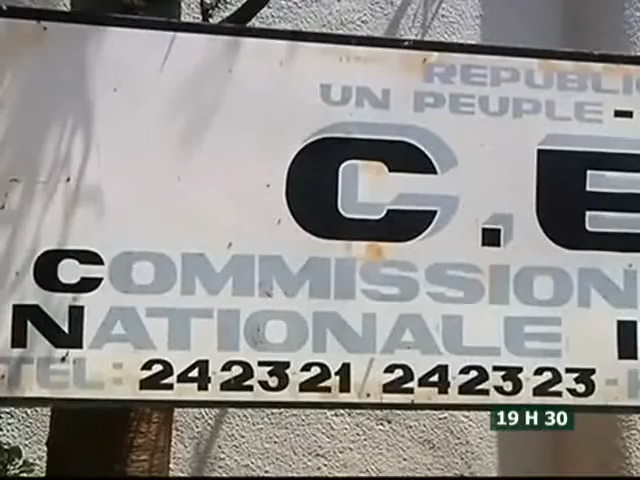 REPUBLI
UN PEUPLE -
C.E
COMMISSION
NATIONALE I
TEL: 242321/242323-
19 H 30